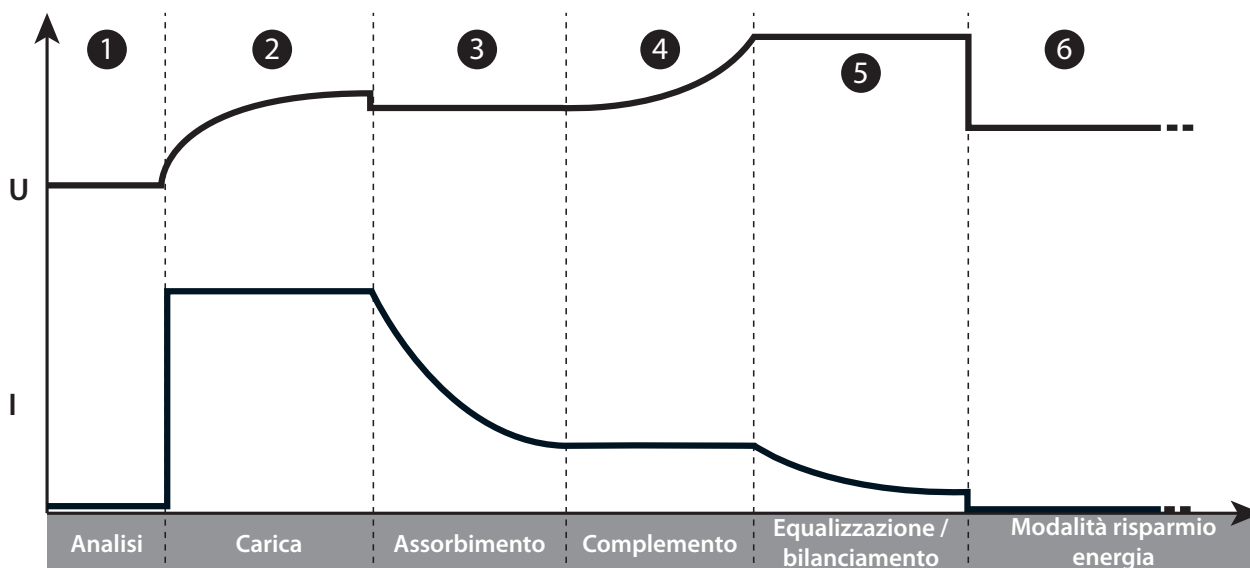 1
2
3
4
5
6
U
I
Analisi
Carica
Assorbimento
Complemento
Equalizzazione /
bilanciamento
Modalità risparmio
energia